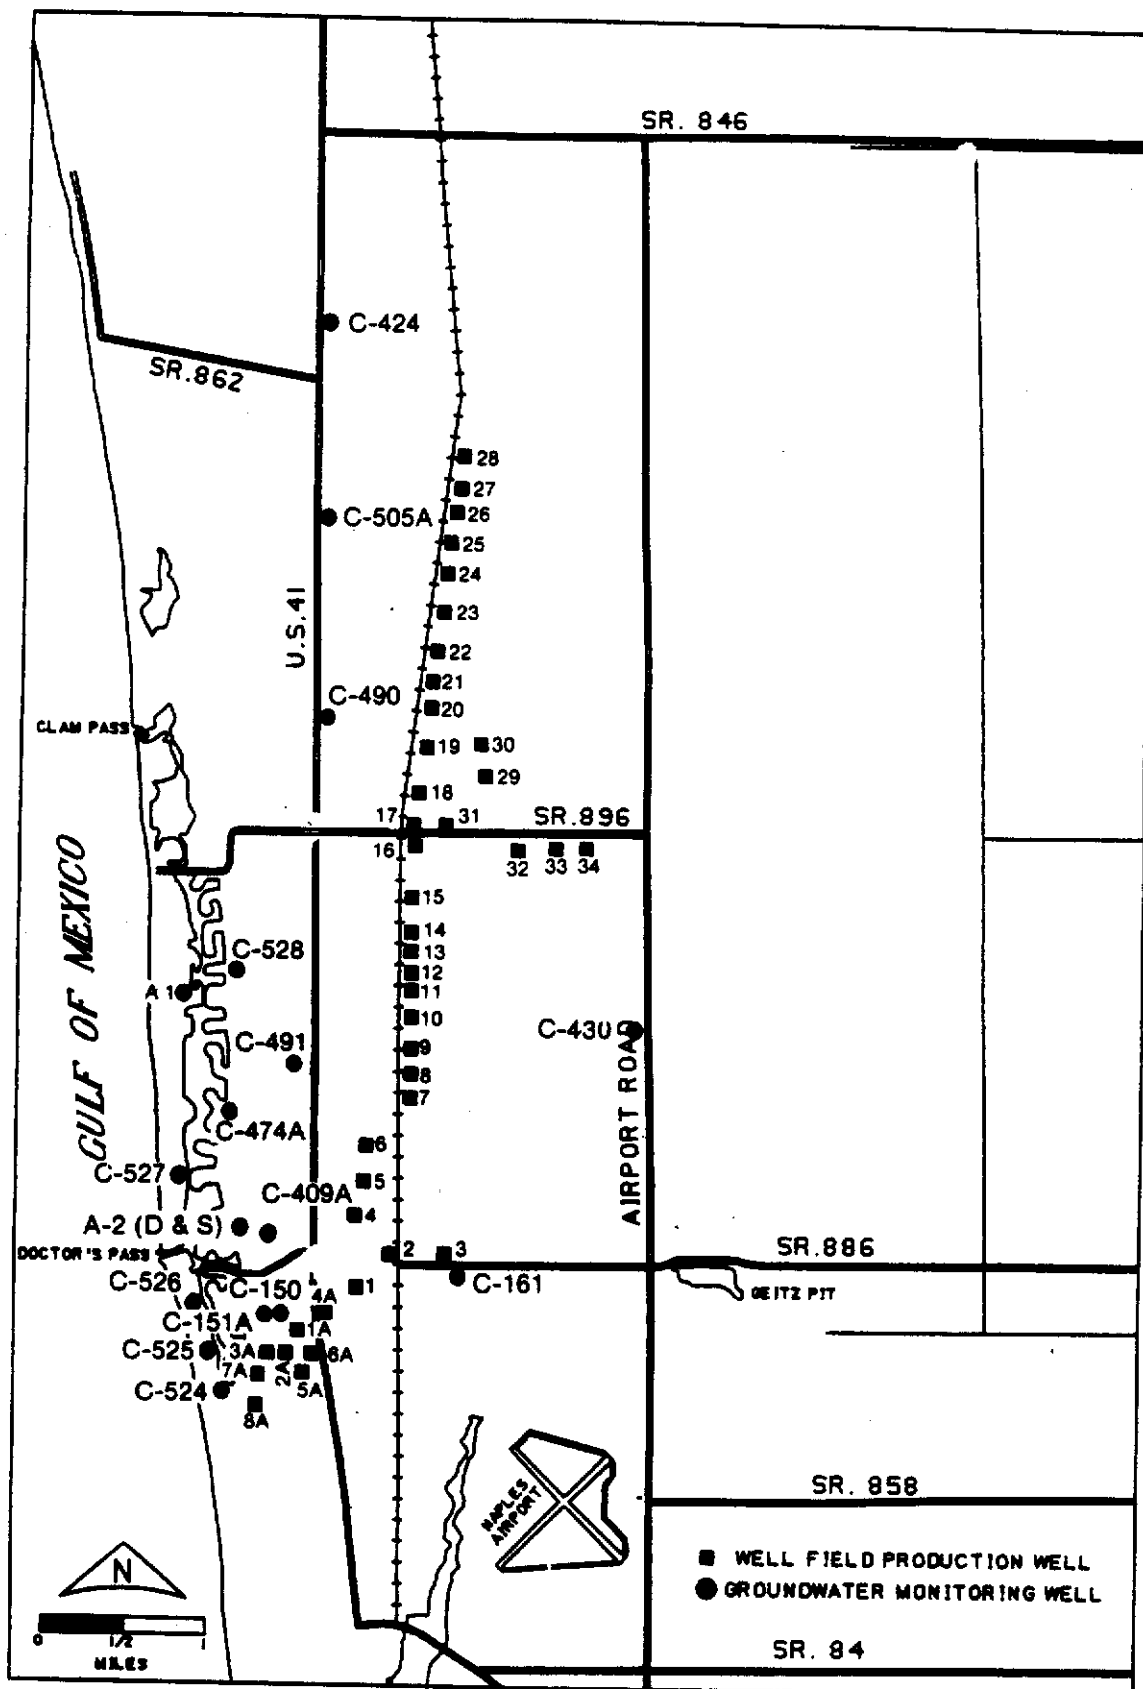 SR. 846
C-424
SR.862
28
27
C-505A
26
25
24
23
U.S.41
22
21
C-490
20
CLAM PASS
19
30
29
18
17
31
SR.896
16
32
33
34
GULF OF MEXICO
15
14
C-528
13
12
A 1
11
10
C-430
C-491
9
8
7
AIRPORT ROAD
C-474A
6
C-527
5
C-409A
4
A-2 (D & S)
DOCTOR'S PASS
2
3
SR.886
C-526
C-150
1
C-161
GEITZ PIT
4A
C-151A
1A
C-525
3A
2A
6A
7A
5A
C-524
8A
NAPLES
AIRPORT
SR. 858
WELL FIELD PRODUCTION WELL
GROUNDWATER MONITORING WELL
N
0
1/2
1
MILES
SR. 84